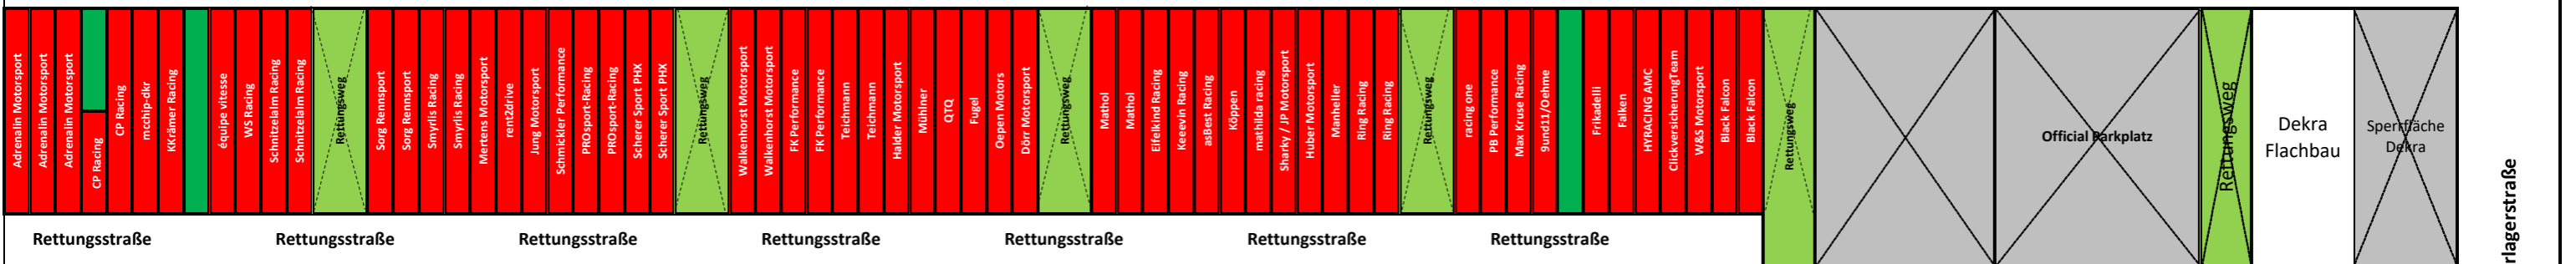 Adrenalin Motorsport
Adrenalin Motorsport
Adrenalin Motorsport
CP Racing
CP Racing
mcchip-dkr
KKrämer Racing
équipe vitesse
WS Racing
Schnitzelalm Racing
Schnitzelalm Racing
Rettungsweg
Sorg Rennsport
Sorg Rennsport
Smyrlis Racing
Smyrlis Racing
Mertens Motorsport
rent2drive
Jung Motorsport
Schmickler Performance
PROsport-Racing
PROsport-Racing
Scherer Sport PHX
Scherer Sport PHX
Rettungsweg
Walkenhorst Motorsport
Walkenhorst Motorsport
FK Performance
FK Performance
Teichmann
Teichmann
Halder Motorsport
Mühlner
QTQ
Fugel
Oepen Motors
Dörr Motorsport
Rettungsweg
Mathol
Mathol
Eifelkind Racing
Keeevin Racing
asBest Racing
Köppen
mathilda racing
Sharky / JP Motorsport
Huber Motorsport
Manheller
Ring Racing
Ring Racing
Rettungsweg
racing one
PB Performance
Max Kruse Racing
9und11/Oehme
Frikadelli
Falken
HYRACING AMC
ClickversicherungTeam
W&S Motorsport
Black Falcon
Black Falcon
Rettungsweg
Official Parkplatz
Rettungsweg
Dekra
Flachbau
Sperrfläche
Dekra
rlagerstraße
Rettungsstraße
Rettungsstraße
Rettungsstraße
Rettungsstraße
Rettungsstraße
Rettungsstraße
Rettungsstraße